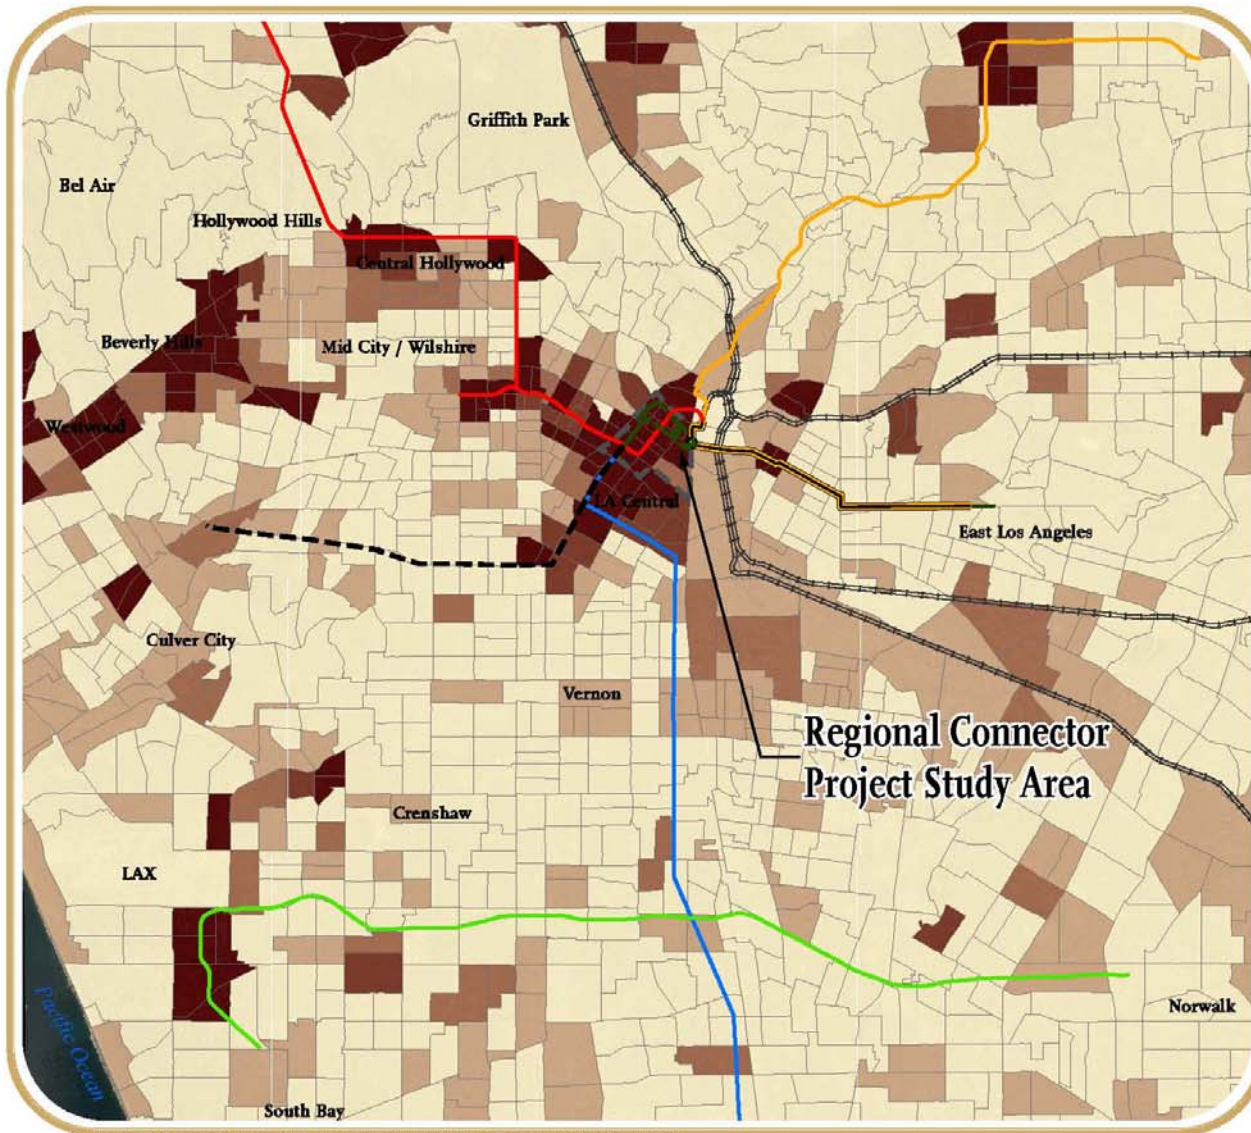 Griffith Park
Bel Air
Hollywood Hills
Central Hollywood
Beverly Hills
Mid City / Wilshire
Westwood
LA Central
East Los Angeles
Culver City
Vernon
Regional Connector
Project Study Area
Crenshaw
LAX
Pacific Ocean
Norwalk
South Bay